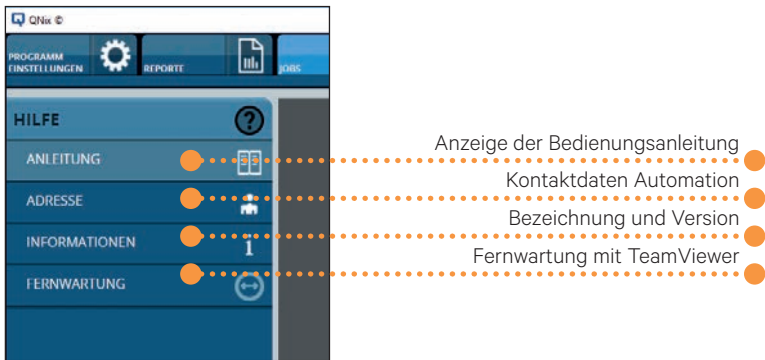 QNix ©
PROGRAMM
EINSTELLUNGEN
REPORTE
JOBS
HILFE
ANLEITUNG
Anzeige der Bedienungsanleitung
ADRESSE
Kontaktdaten Automation
INFORMATIONEN
Bezeichnung und Version
FERNWARTUNG
Fernwartung mit TeamViewer